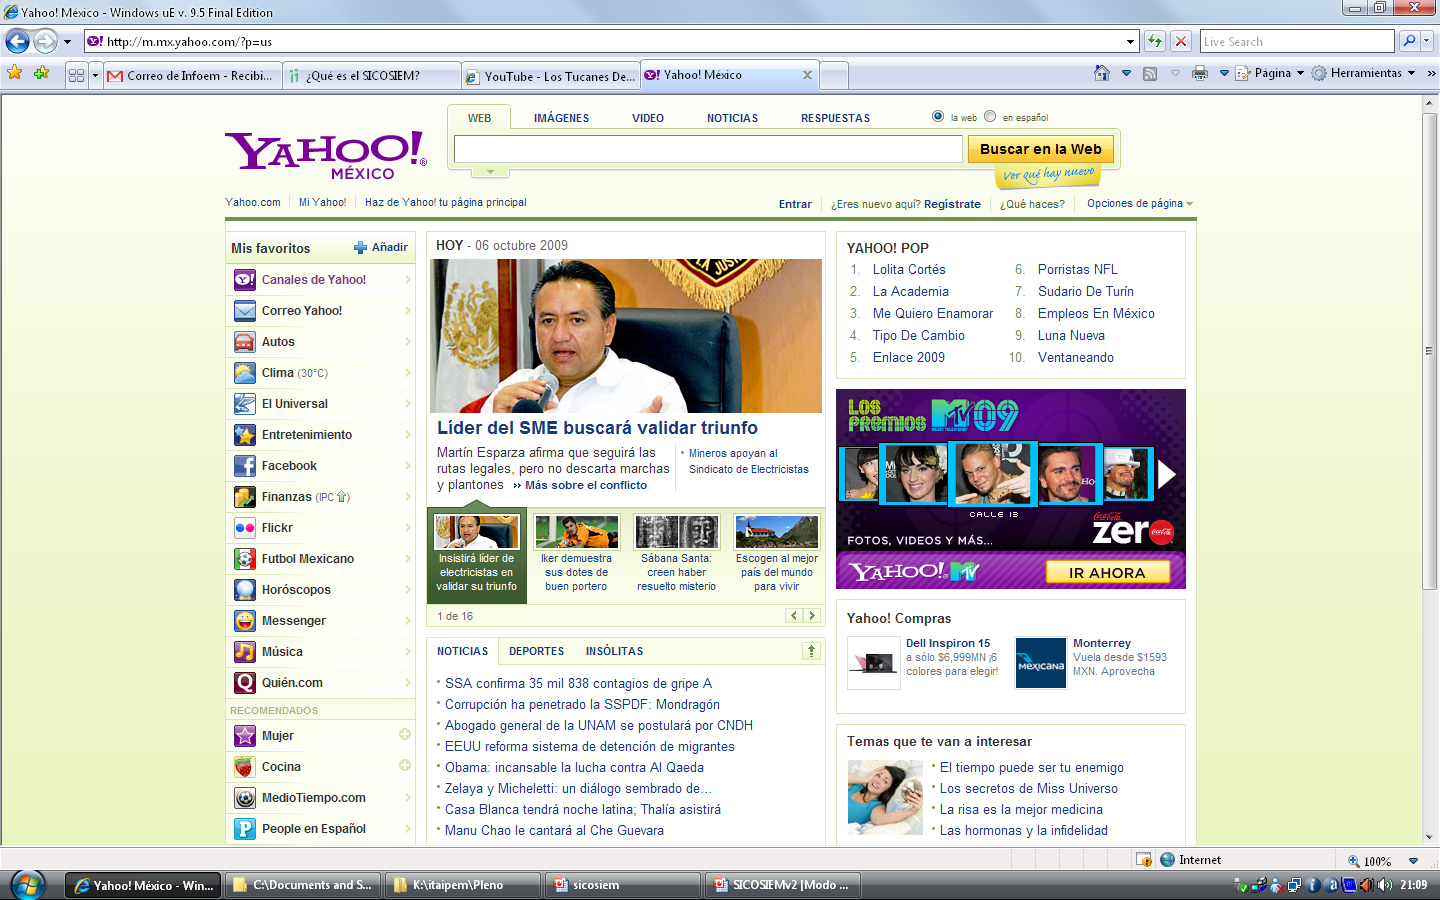 Yahoo! México - Windows uE v. 9.5 Final Edition
http://m.mx.yahoo.com/?p=us
Live Search
Correo de Infoem - Recibi...
¿Qué es el SICOSIEM?
YouTube - Los Tucanes De...
Yahoo! México
Página
Herramientas
WEB
IMÁGENES
VIDEO
NOTICIAS
RESPUESTAS
la web
en español
YAHOO!®
MÉXICO
Buscar en la Web
Ver qué hay nuevo
Yahoo.com
Mi Yahoo!
Haz de Yahoo! tu página principal
Entrar
¿Eres nuevo aquí? Regístrate
¿Qué haces?
Opciones de página
Mis favoritos
Añadir
Canales de Yahoo!
Correo Yahoo!
Autos
Clima (30°C)
El Universal
Entretenimiento
Facebook
Finanzas (IPC)
Flickr
Futbol Mexicano
Horóscopos
Messenger
Música
Quién.com
RECOMENDADOS
Mujer
Cocina
MedioTiempo.com
People en Español
HOY - 06 octubre 2009
Líder del SME buscará validar triunfo
Martín Esparza afirma que seguirá las
rutas legales, pero no descarta marchas
y plantones » Más sobre el conflicto
• Mineros apoyan al
Sindicato de Electricistas
Insistirá líder de
electricistas en
validar su triunfo
Iker demuestra
sus dotes de
buen portero
Sábana Santa:
creen haber
resuelto misterio
Escogen al mejor
país del mundo
para vivir
1 de 16
NOTICIAS
DEPORTES
INSÓLITAS
• SSA confirma 35 mil 838 contagios de gripe A
• Corrupción ha penetrado la SSPDF: Mondragón
• Abogado general de la UNAM se postulará por CNDH
• EEUU reforma sistema de detención de migrantes
• Obama: incansable la lucha contra Al Qaeda
• Zelaya y Micheletti: un diálogo sembrado de...
• Casa Blanca tendrá noche latina; Thalía asistirá
• Manu Chao le cantará al Che Guevara
YAHOO! POP
1. Lolita Cortés
2. La Academia
3. Me Quiero Enamorar
4. Tipo De Cambio
5. Enlace 2009
6. Porristas NFL
7. Sudario De Turín
8. Empleos En México
9. Luna Nueva
10. Ventaneando
LOS PREMIOS MTV 09
CALLE 13
FOTOS, VIDEOS Y MÁS...
Coca-Cola zero
YAHOO! MTV
IR AHORA
Yahoo! Compras
Dell Inspiron 15
a sólo $6,999MN ¡6
colores para elegir!
mexicana
Monterrey
Vuela desde $1593
MXN. Aprovecha
Temas que te van a interesar
• El tiempo puede ser tu enemigo
• Los secretos de Miss Universo
• La risa es la mejor medicina
• Las hormonas y la infidelidad
Internet
100%
Yahoo! México - Win...
C:\Documents and S...
K:\itaipem\Pleno
sicosiem
SICOSIEMv2 [Modo ...
21:09